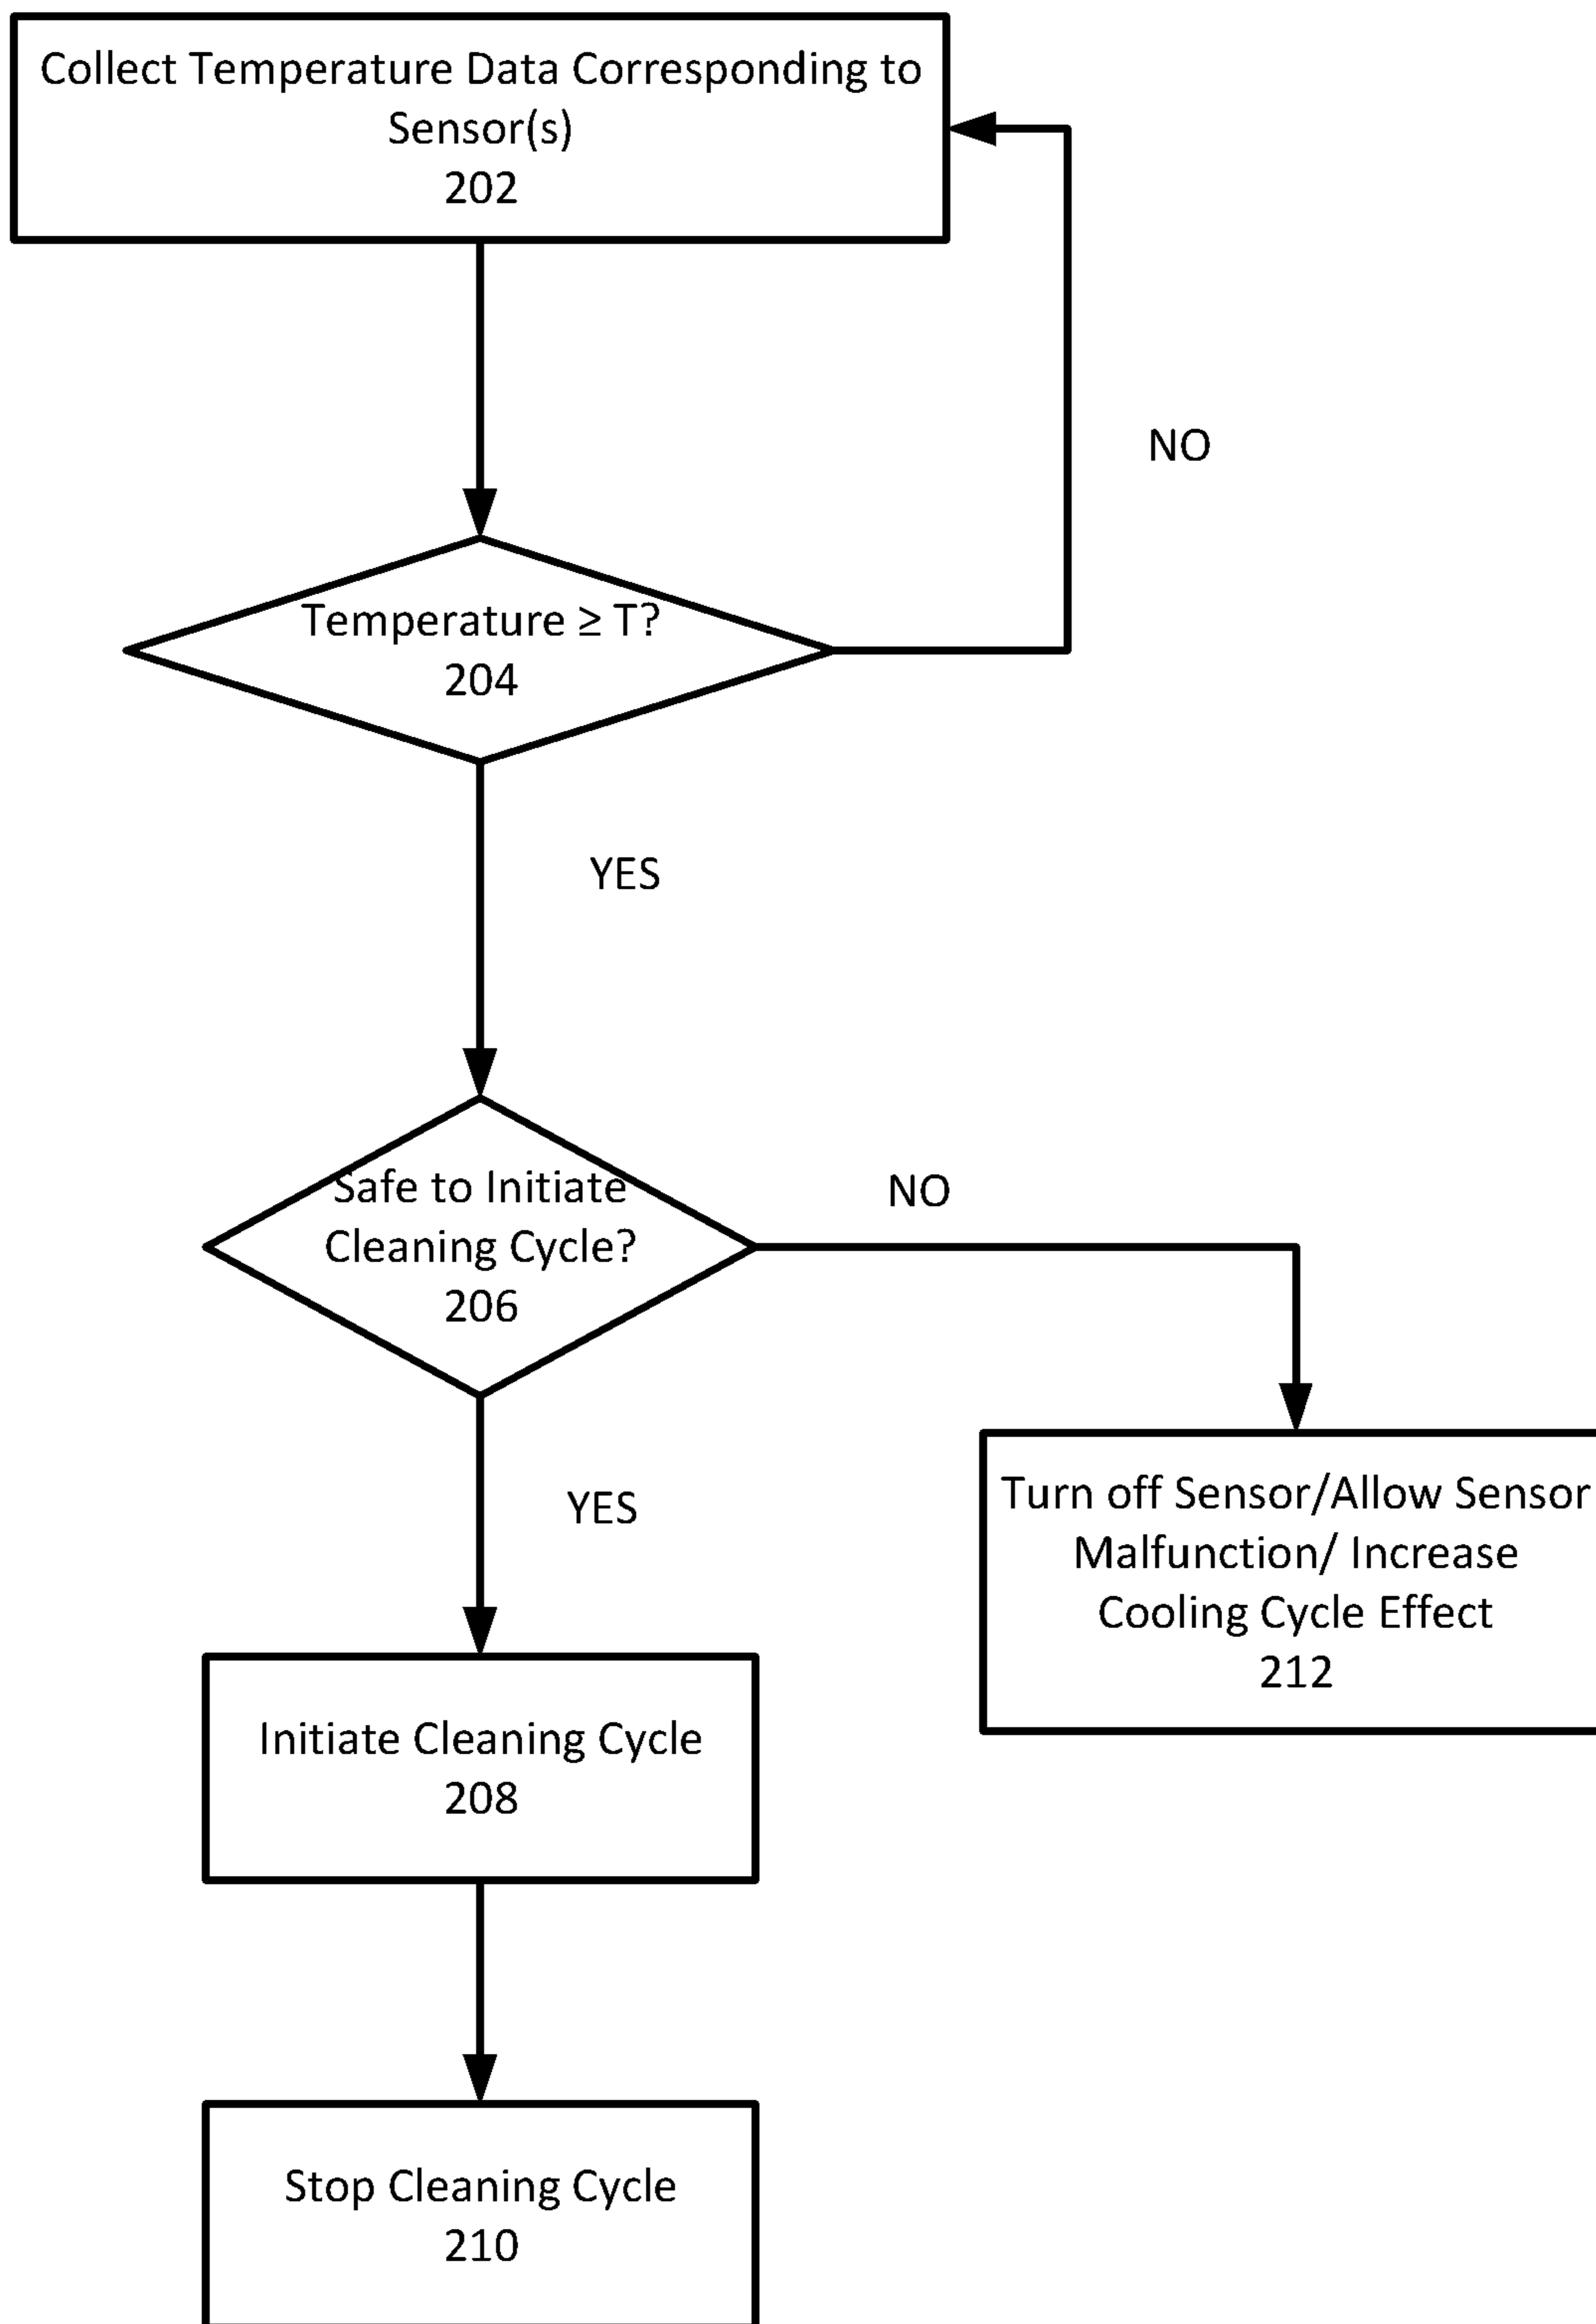 Collect Temperature Data Corresponding to
Sensor(s)
202
NO
Temperature ≥ T?
204
YES
Safe to Initiate
Cleaning Cycle?
206
NO
YES
Turn off Sensor/Allow Sensor
Malfunction/ Increase
Cooling Cycle Effect
212
Initiate Cleaning Cycle
208
Stop Cleaning Cycle
210